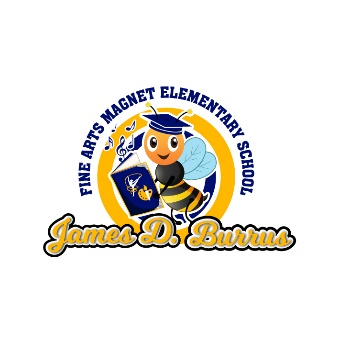 FINE ARTS MAGNET ELEMENTARY SCHOOL
James D. Burrus